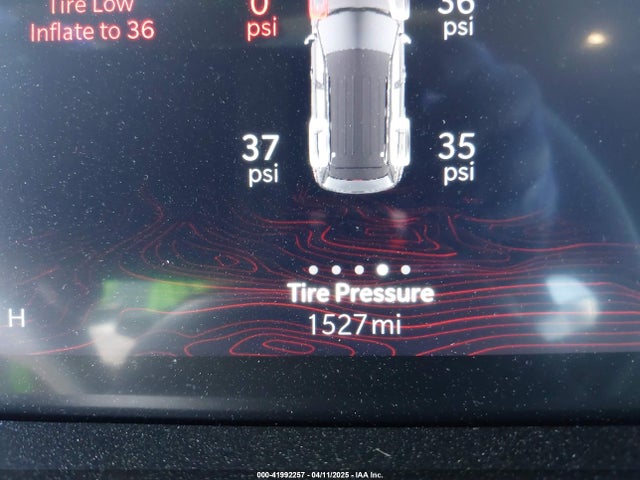 Tire Low
Inflate to 36
0
psi
36
psi
37
psi
35
psi
Tire Pressure
1527 mi
H
000-41992257 - 04/11/2025 - IAA Inc.